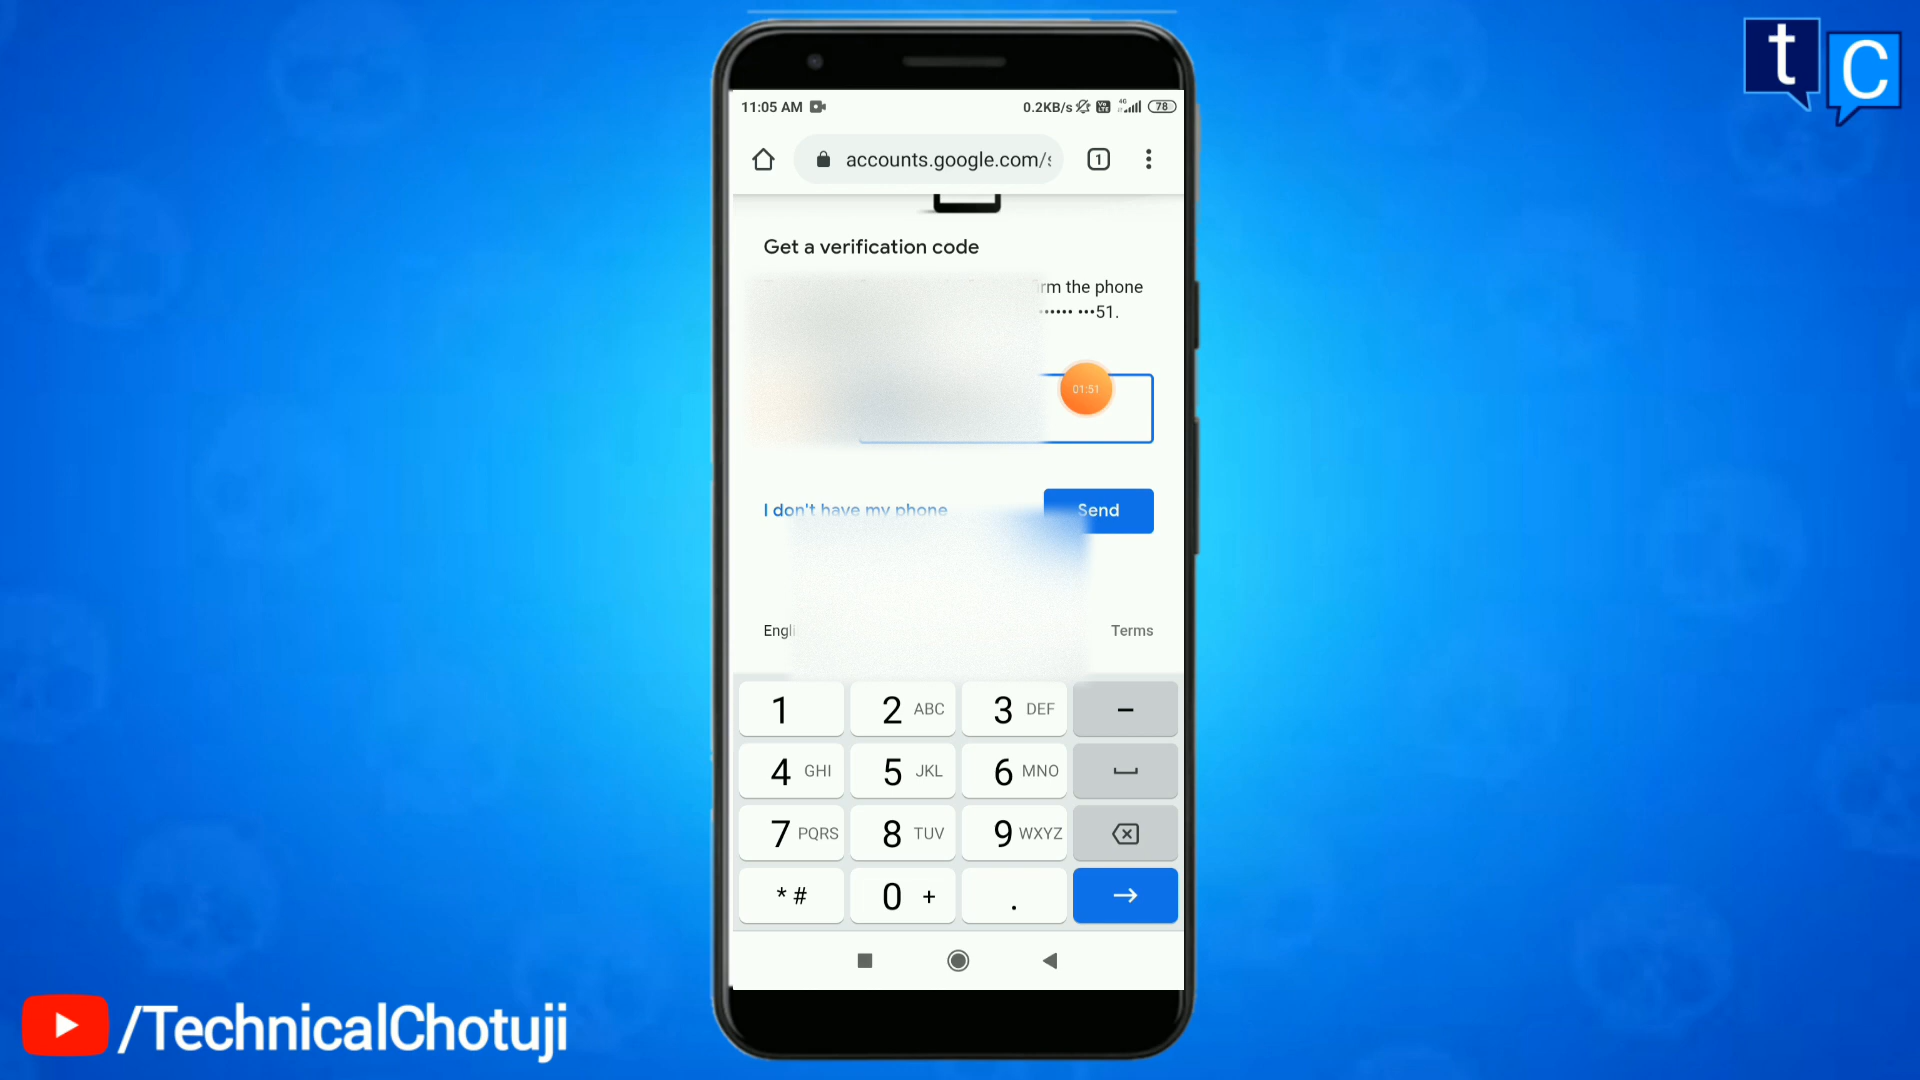 t C
11:05 AM 0.2KB/s 4G 78
accounts.google.com/s 1
Get a verification code
rm the phone
•••••• •••51.
01:51
I don't have my phone Send
Engli Terms
1 2 ABC 3 DEF –
4 GHI 5 JKL 6 MNO
7 PQRS 8 TUV 9 WXYZ
* # 0 + . →
/TechnicalChotuji